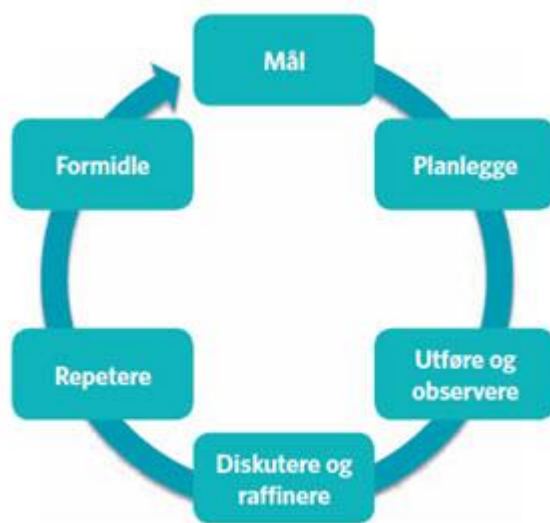 Mål
Planlegge
Utføre og
observere
Diskutere og
raffinere
Repetere
Formidle